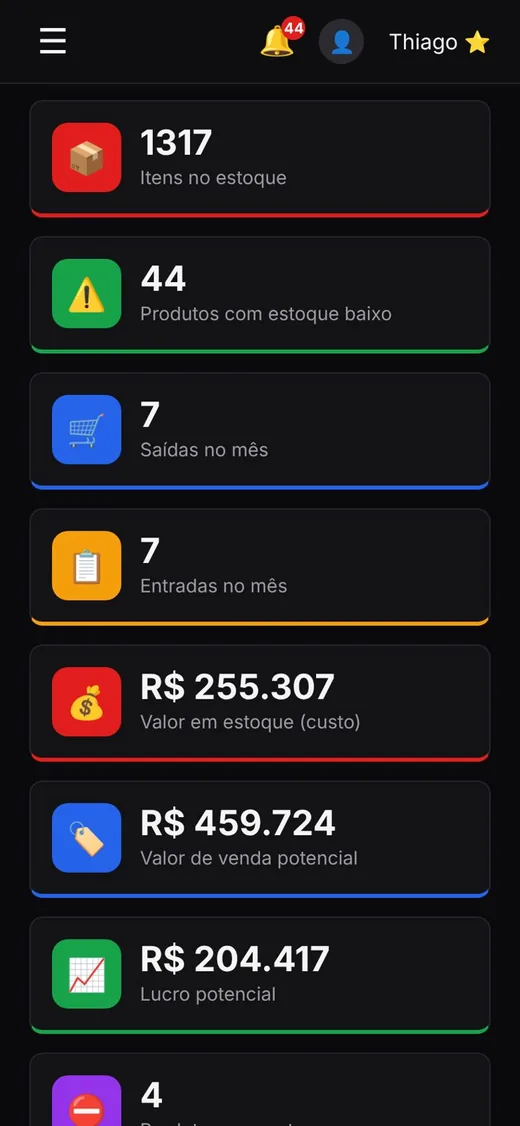 44
Thiago ⭐
1317
Itens no estoque
44
Produtos com estoque baixo
7
Saídas no mês
7
Entradas no mês
R$ 255.307
Valor em estoque (custo)
R$ 459.724
Valor de venda potencial
R$ 204.417
Lucro potencial
4